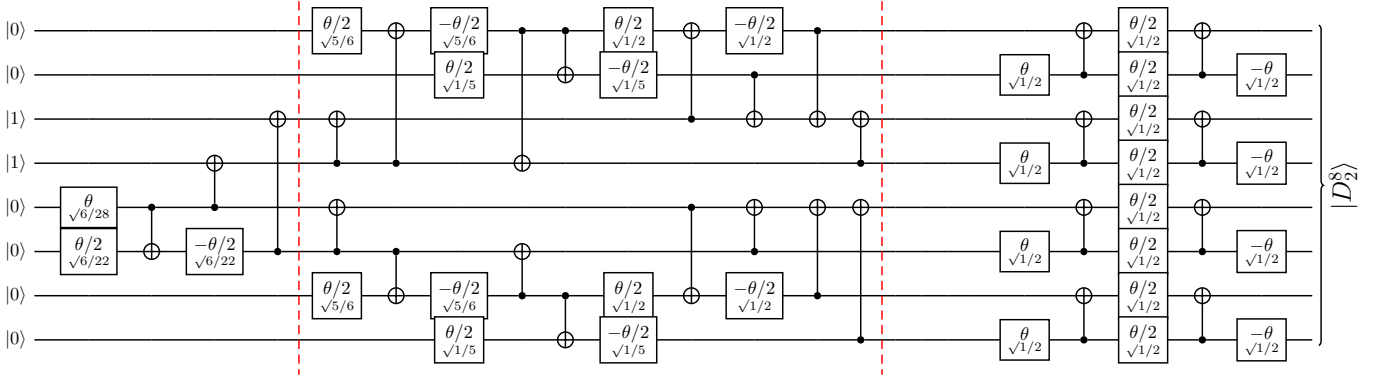 |0⟩ θ/2 −θ/2 θ/2 −θ/2 θ/2
√5/6 √5/6 √1/2 √1/2 √1/2
|0⟩ θ/2 −θ/2 θ θ/2 −θ
√1/5 √1/2 √1/2 √1/2 √1/2
|1⟩ θ/2
√1/2
|1⟩ θ θ/2 −θ
√1/2 √1/2 √1/2
|0⟩ θ θ/2
√6/28 √1/2
|0⟩ θ/2 −θ/2 θ θ/2 −θ
√6/22 √6/22 √1/2 √1/2 √1/2
|0⟩ θ/2 −θ/2 θ/2 −θ/2 θ/2
√5/6 √5/6 √1/2 √1/2 √1/2
|0⟩ θ/2 −θ/2 θ θ/2 −θ
√1/5 √1/5 √1/2 √1/2 √1/2
|D₂⁸⟩